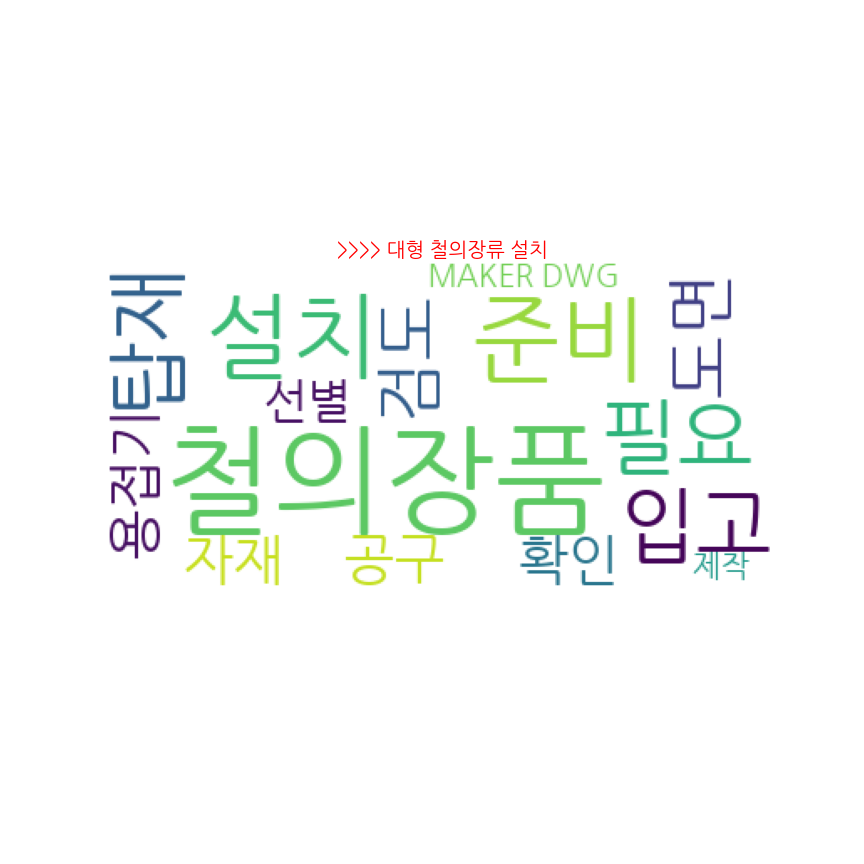 >>>> 대형 철의장류 설치
MAKER DWG
탑재
설치
검도
준비
도면
선별
필요
용접기
철의장품
입고
자재
공구
확인
제작